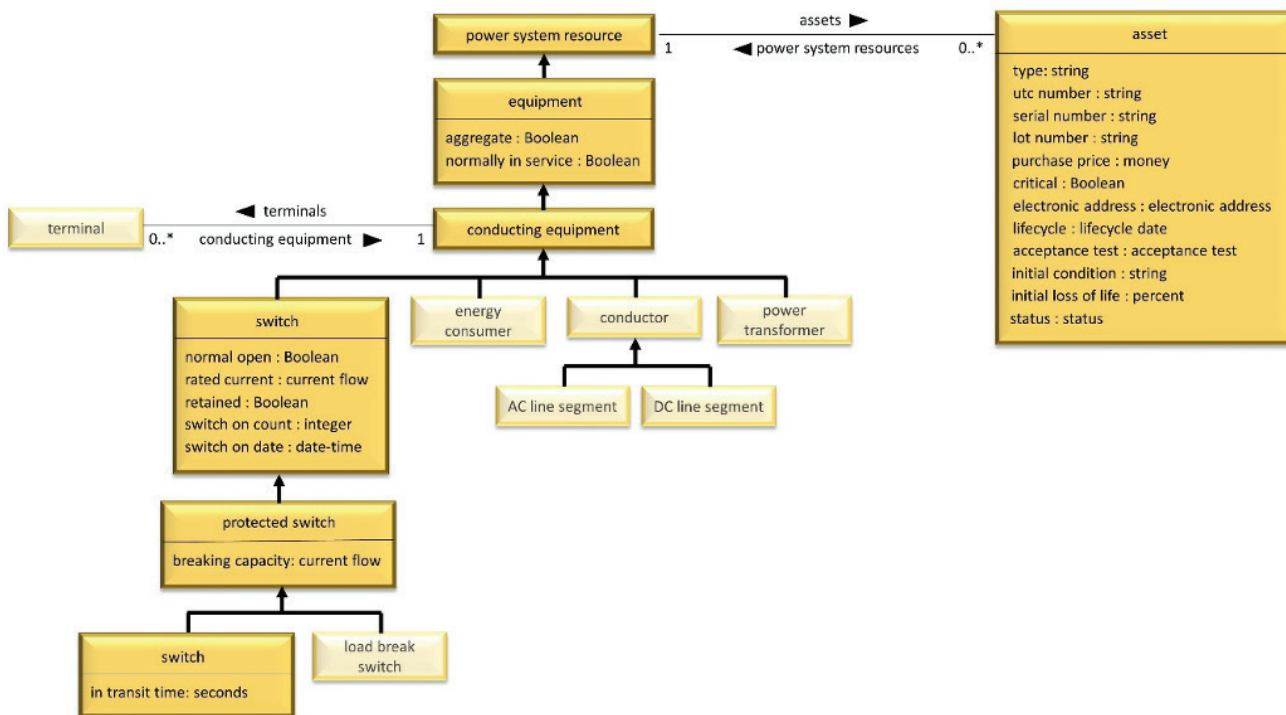 power system resource
assets ►
1
◄ power system resources
0..*
asset
type: string
utc number : string
serial number : string
lot number : string
purchase price : money
critical : Boolean
electronic address : electronic address
lifecycle : lifecycle date
acceptance test : acceptance test
initial condition : string
initial loss of life : percent
status : status
equipment
aggregate : Boolean
normally in service : Boolean
terminal
◄ terminals
0..*
conducting equipment ►
1
conducting equipment
switch
normal open : Boolean
rated current : current flow
retained : Boolean
switch on count : integer
switch on date : date-time
energy
consumer
conductor
power
transformer
AC line segment
DC line segment
protected switch
breaking capacity: current flow
switch
in transit time: seconds
load break
switch